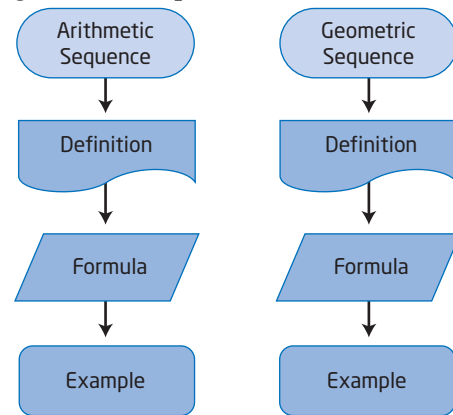 Arithmetic
Sequence
Definition
Formula
Example
Geometric
Sequence
Definition
Formula
Example